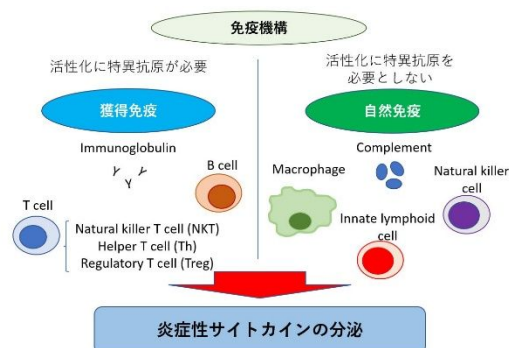 免疫機構
活性化に特異抗原が必要
獲得免疫
Immunoglobulin
B cell
T cell
Natural killer T cell (NKT)
Helper T cell (Th)
Regulatory T cell (Treg)
活性化に特異抗原を
必要としない
自然免疫
Complement
Macrophage
Natural killer
cell
Innate lymphoid
cell
炎症性サイトカインの分泌